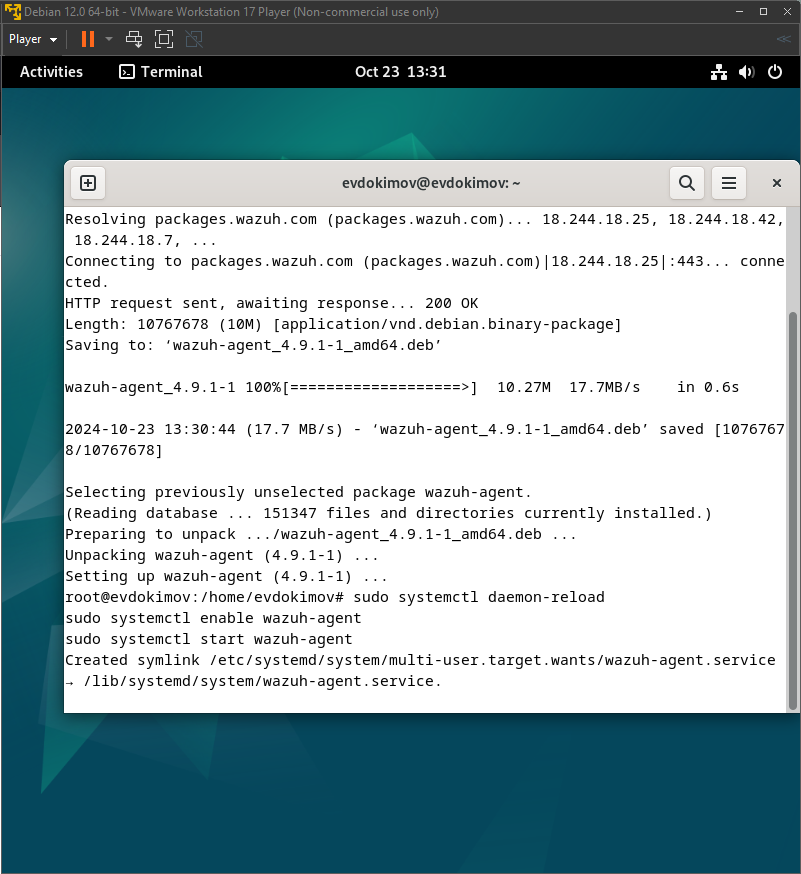 Debian 12.0 64-bit - VMware Workstation 17 Player (Non-commercial use only)
Player
Activities
Terminal
Oct 23 13:31
evdokimov@evdokimov: ~
Resolving packages.wazuh.com (packages.wazuh.com)... 18.244.18.25, 18.244.18.42,
 18.244.18.7, ...
Connecting to packages.wazuh.com (packages.wazuh.com)|18.244.18.25|:443... conne
cted.
HTTP request sent, awaiting response... 200 OK
Length: 10767678 (10M) [application/vnd.debian.binary-package]
Saving to: ‘wazuh-agent_4.9.1-1_amd64.deb’
wazuh-agent_4.9.1-1 100%[===================>]  10.27M  17.7MB/s    in 0.6s
2024-10-23 13:30:44 (17.7 MB/s) - ‘wazuh-agent_4.9.1-1_amd64.deb’ saved [1076767
8/10767678]
Selecting previously unselected package wazuh-agent.
(Reading database ... 151347 files and directories currently installed.)
Preparing to unpack .../wazuh-agent_4.9.1-1_amd64.deb ...
Unpacking wazuh-agent (4.9.1-1) ...
Setting up wazuh-agent (4.9.1-1) ...
root@evdokimov:/home/evdokimov# sudo systemctl daemon-reload
sudo systemctl enable wazuh-agent
sudo systemctl start wazuh-agent
Created symlink /etc/systemd/system/multi-user.target.wants/wazuh-agent.service
→ /lib/systemd/system/wazuh-agent.service.